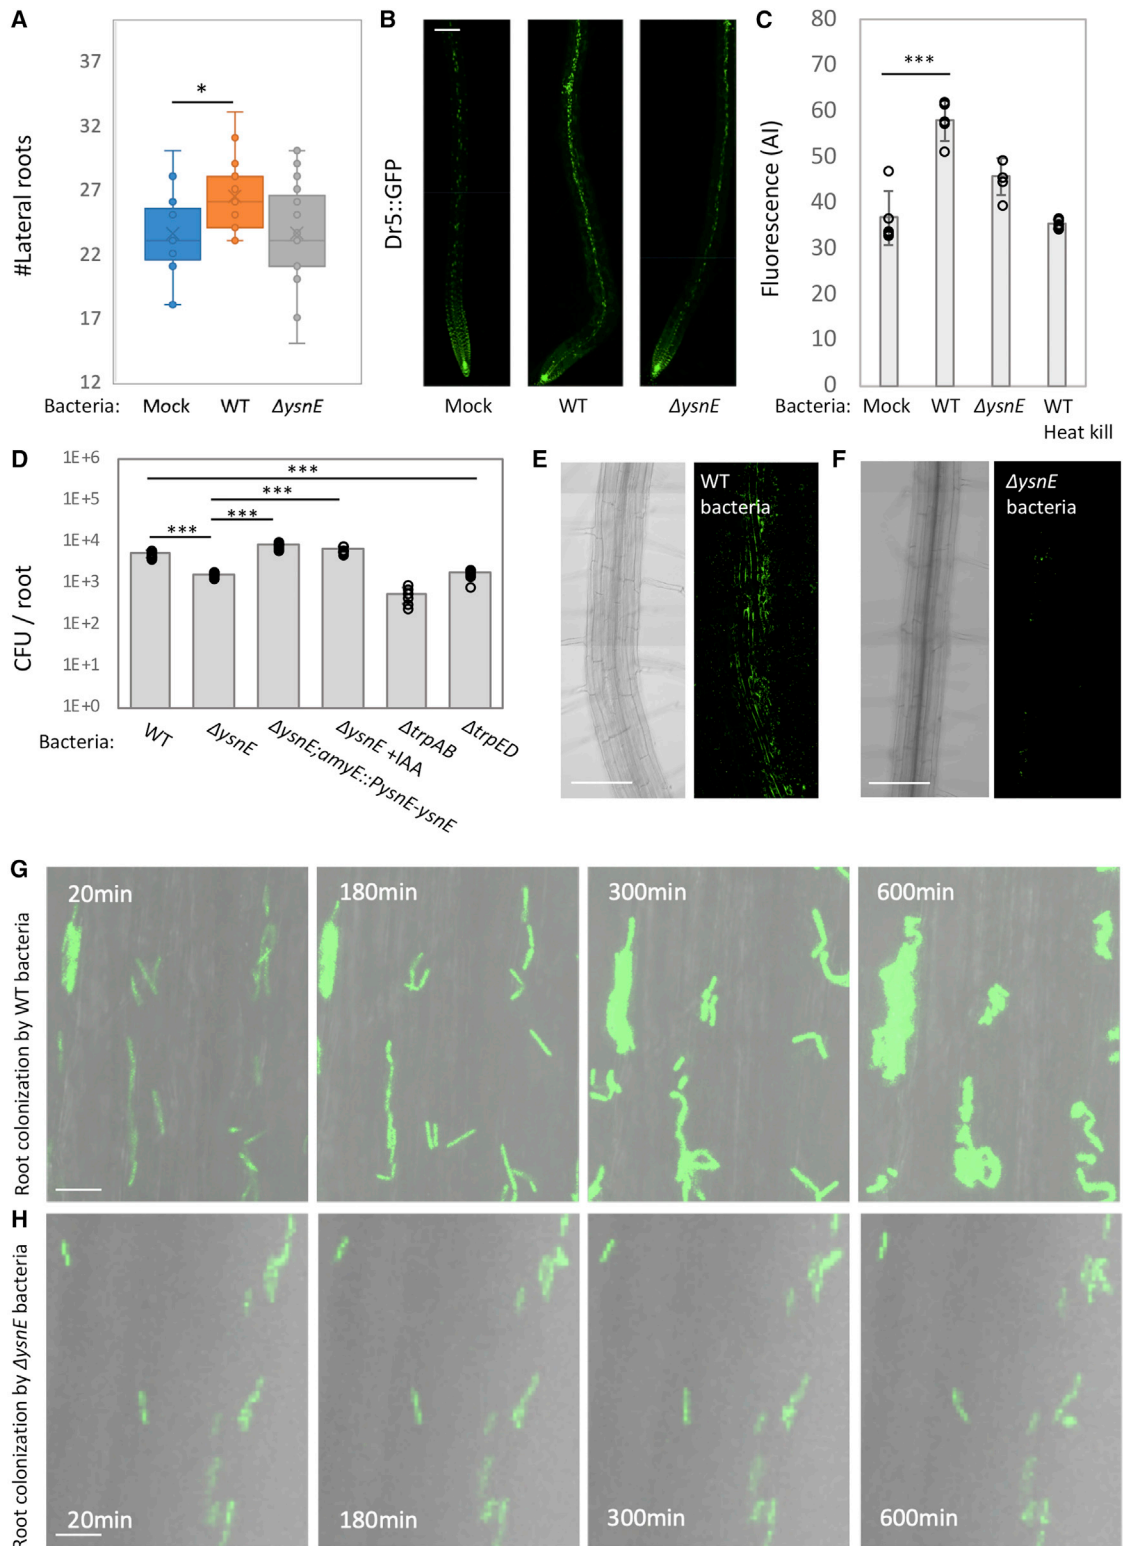 A
#Lateral roots
37
32
27
22
17
12
*
Bacteria: Mock WT ΔysnE
B
Dr5::GFP
Mock WT ΔysnE
C
Fluorescence (AI)
80
70
60
50
40
30
20
10
0
***
Bacteria: Mock WT ΔysnE WT
Heat kill
D
CFU / root
1E+6
1E+5
1E+4
1E+3
1E+2
1E+1
1E+0
***
***
***
***
Bacteria:
WT
ΔysnE
ΔysnE;amyE::PysnE-ysnE
ΔysnE +IAA
ΔtrpAB
ΔtrpED
E
WT
bacteria
F
ΔysnE
bacteria
G
Root colonization by WT bacteria
20min
180min
300min
600min
H
Root colonization by ΔysnE bacteria
20min
180min
300min
600min